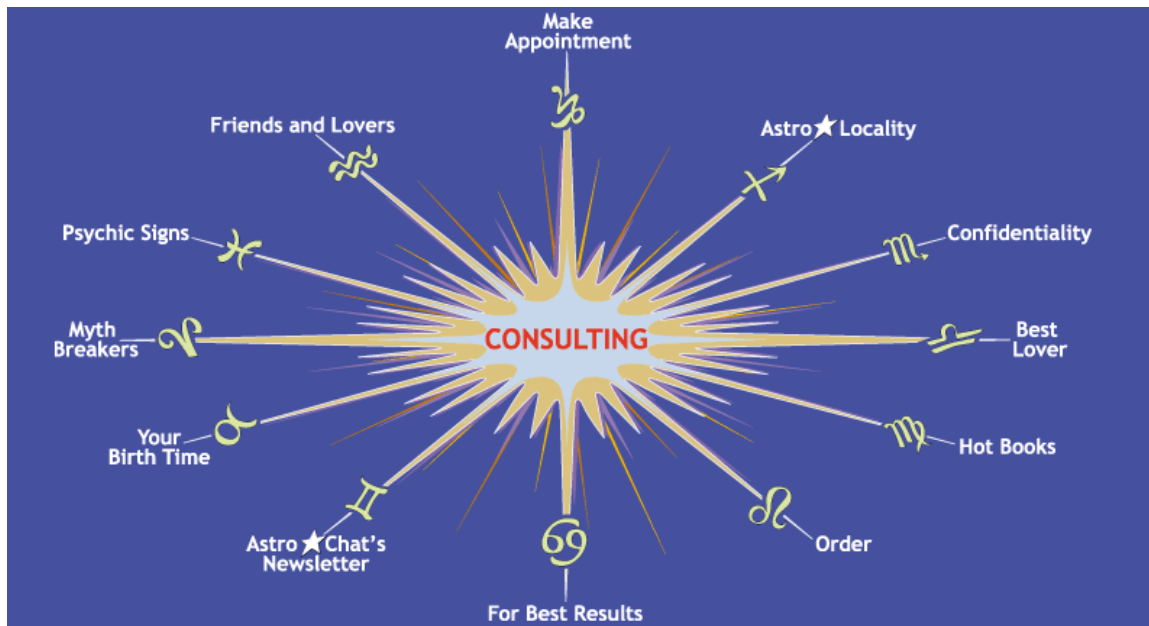 Make
Appointment
Friends and Lovers
Astro★Locality
Psychic Signs
Confidentiality
Myth
Breakers
CONSULTING
Best
Lover
Your
Birth Time
Hot Books
Astro★Chat's
Newsletter
Order
For Best Results